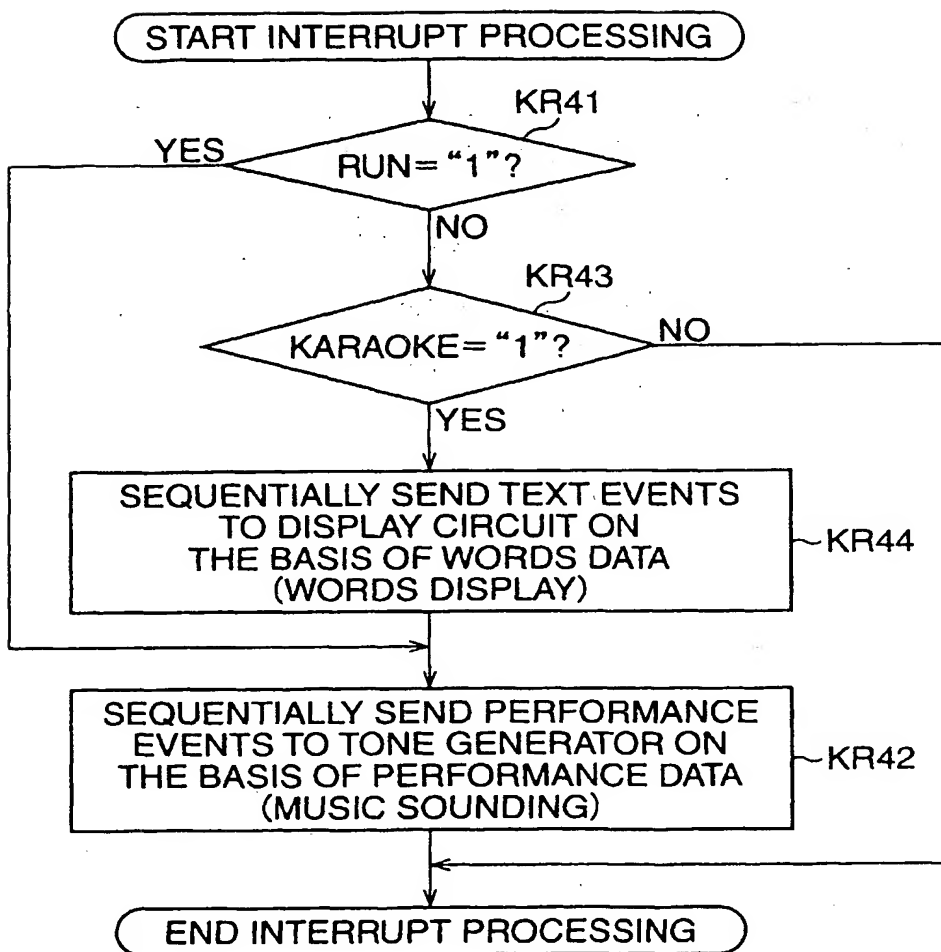 START INTERRUPT PROCESSING
KR41
YES
RUN= “1”?
NO
KR43
NO
KARAOKE= “1”?
YES
SEQUENTIALLY SEND TEXT EVENTS
TO DISPLAY CIRCUIT ON
THE BASIS OF WORDS DATA
(WORDS DISPLAY)
KR44
SEQUENTIALLY SEND PERFORMANCE
EVENTS TO TONE GENERATOR ON
THE BASIS OF PERFORMANCE DATA
(MUSIC SOUNDING)
KR42
END INTERRUPT PROCESSING